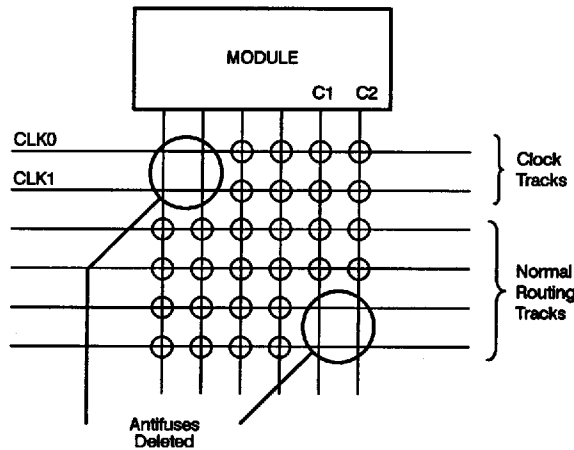 MODULE
C1 C2
CLK0
CLK1
Clock
Tracks
Normal
Routing
Tracks
Antifuses
Deleted